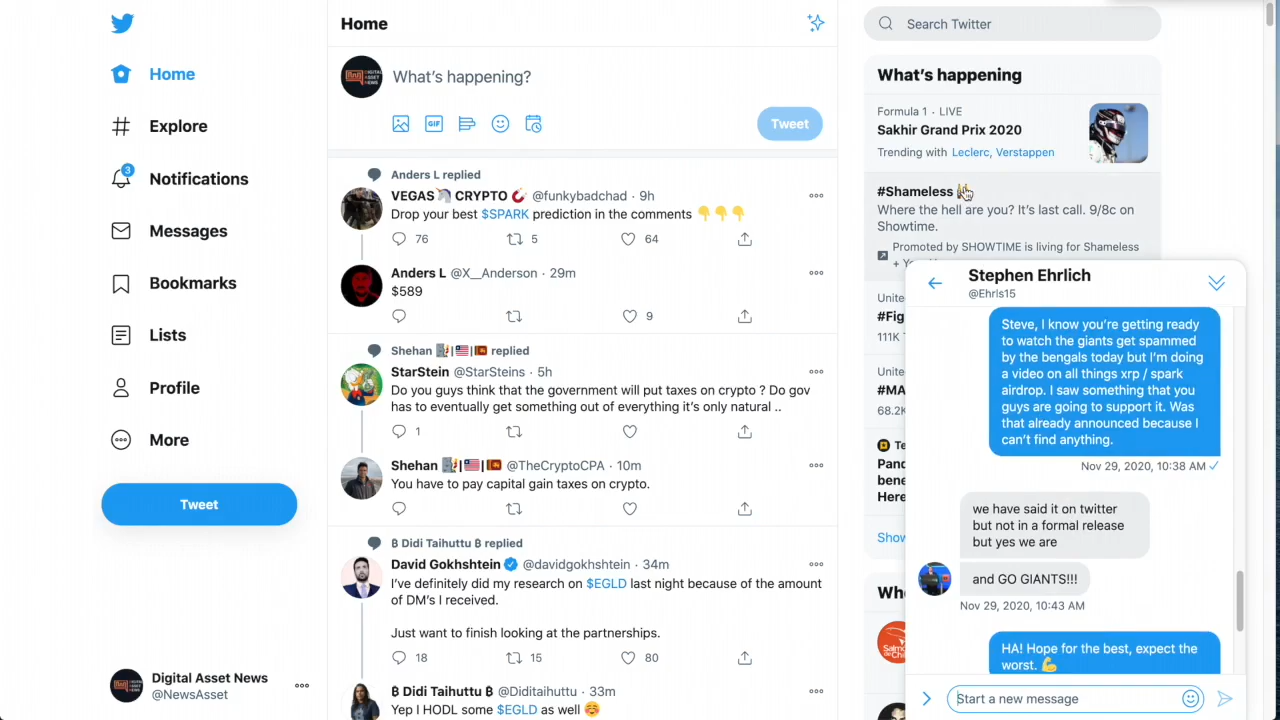 Home
Explore
3
Notifications
Messages
Bookmarks
Lists
Profile
More
Tweet
Digital Asset News
@NewsAsset
Home
What's happening?
GIF
Tweet
Anders L replied
VEGAS CRYPTO @funkybadchad · 9h
Drop your best $SPARK prediction in the comments 👇👇👇
76
5
64
Anders L @X__Anderson · 29m
$589
9
Shehan replied
StarStein @StarSteins · 5h
Do you guys think that the government will put taxes on crypto ? Do gov
has to eventually get something out of everything it's only natural ..
1
Shehan @TheCryptoCPA · 10m
You have to pay capital gain taxes on crypto.
₿ Didi Taihuttu ₿ replied
David Gokhshtein @davidgokhshtein · 34m
I've definitely did my research on $EGLD last night because of the amount
of DM's I received.
Just want to finish looking at the partnerships.
18
15
80
₿ Didi Taihuttu ₿ @Diditaihuttu · 33m
Yep I HODL some $EGLD as well ☺️
Search Twitter
What's happening
Formula 1 · LIVE
Sakhir Grand Prix 2020
Trending with Leclerc, Verstappen
#Shameless
Where the hell are you? It's last call. 9/8c on
Showtime.
Promoted by SHOWTIME is living for Shameless
Unite
#Fig
111K T
Unite
#MA
68.2K
Te
Pand
bene
Here
Show
Who
Stephen Ehrlich
@Ehrls15
Steve, I know you're getting ready
to watch the giants get spammed
by the bengals today but I'm doing
a video on all things xrp / spark
airdrop. I saw something that you
guys are going to support it. Was
that already announced because I
can't find anything.
Nov 29, 2020, 10:38 AM ✓
we have said it on twitter
but not in a formal release
but yes we are
and GO GIANTS!!!
Nov 29, 2020, 10:43 AM
HA! Hope for the best, expect the
worst. 💪
Start a new message